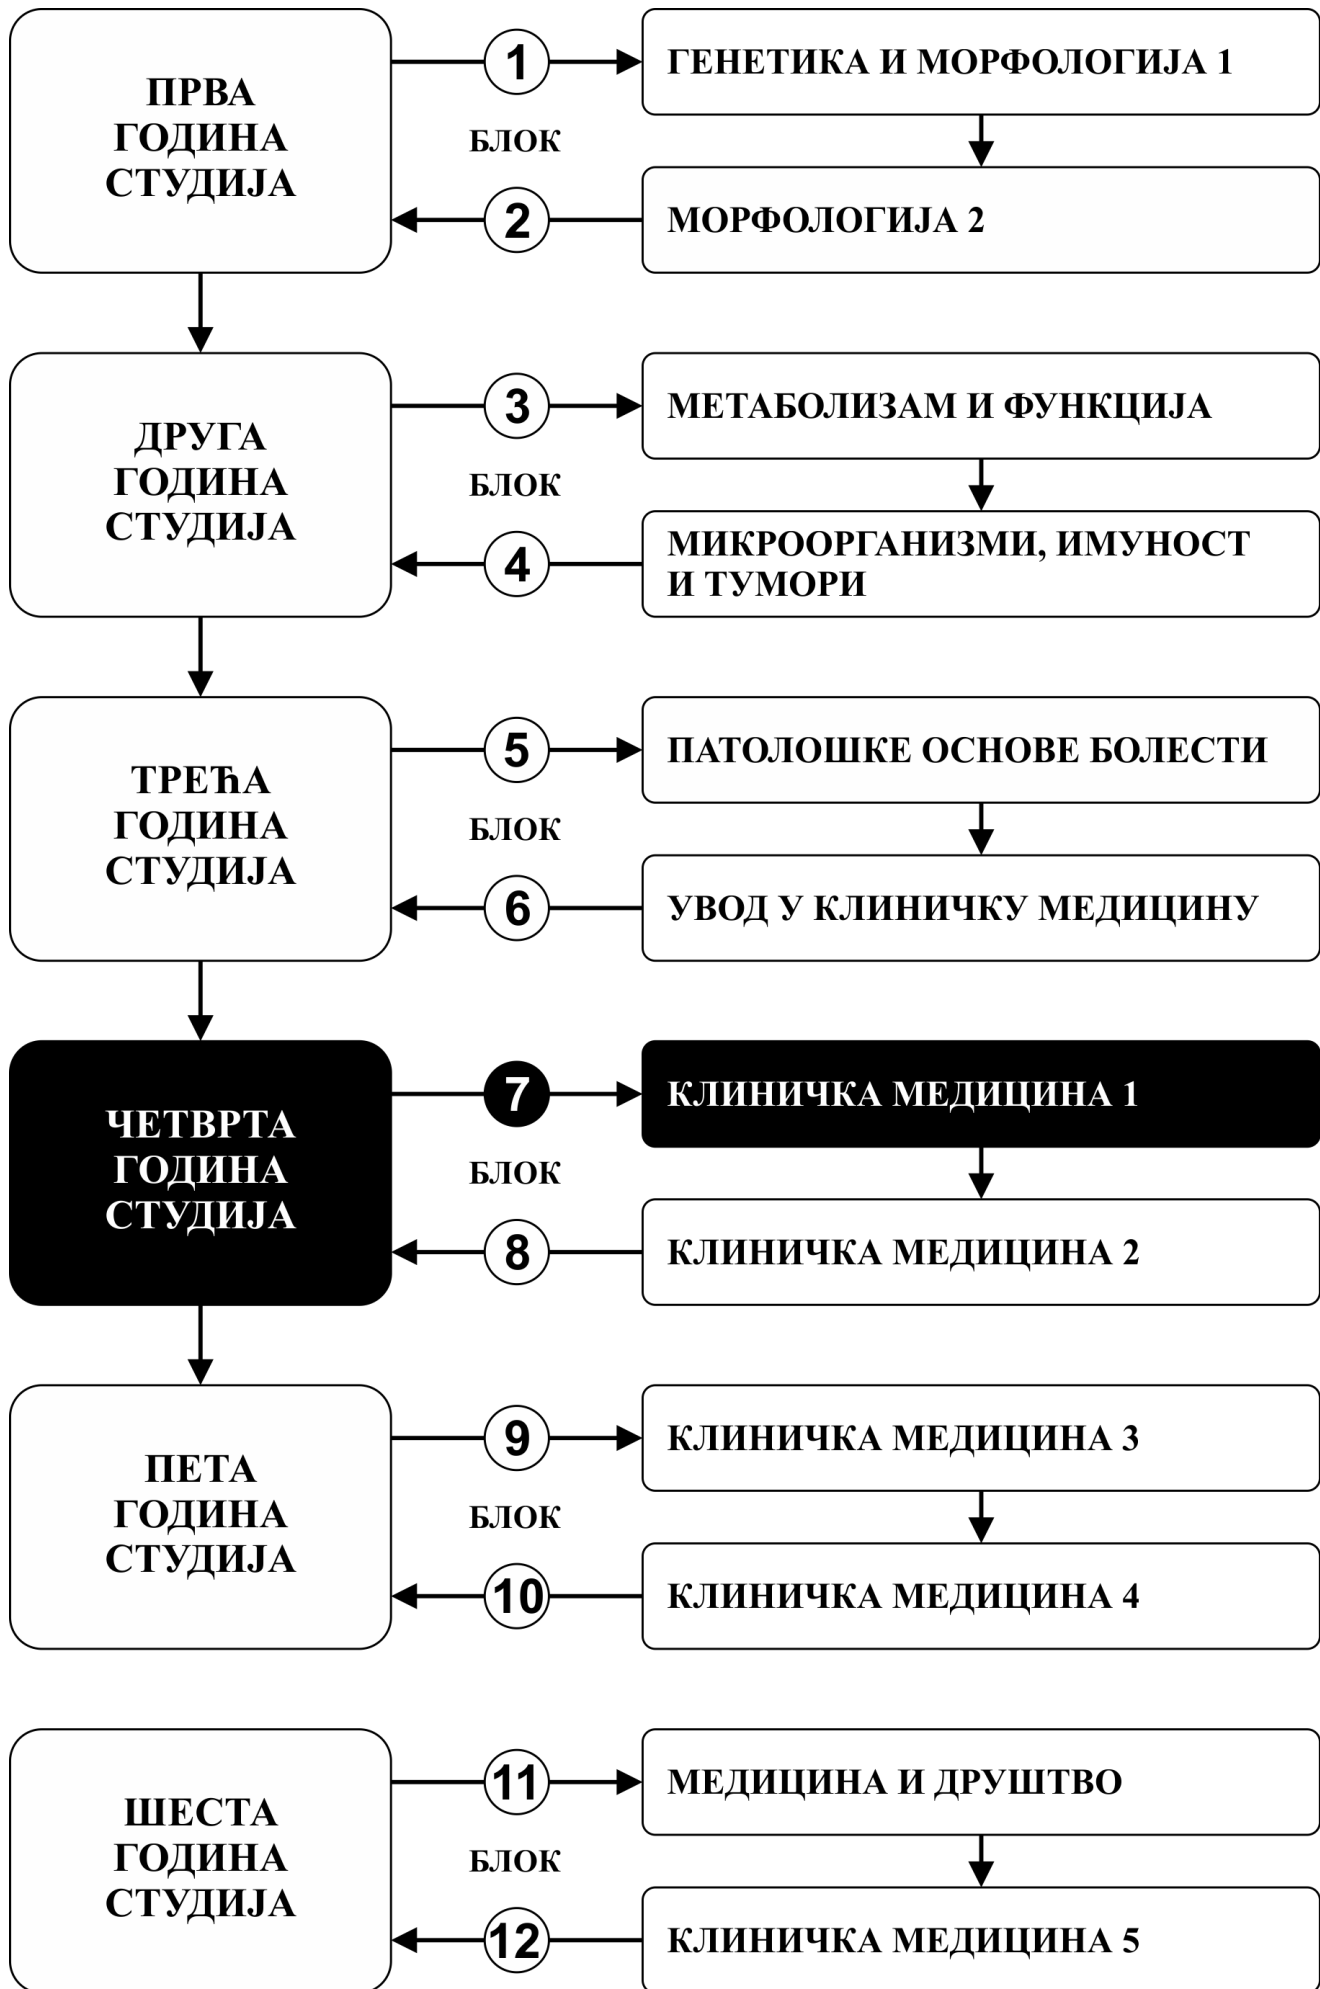 ПРВА
ГОДИНА
СТУДИЈА
1
БЛОК
2
ГЕНЕТИКА И МОРФОЛОГИЈА 1
МОРФОЛОГИЈА 2
ДРУГА
ГОДИНА
СТУДИЈА
3
БЛОК
4
МЕТАБОЛИЗАМ И ФУНКЦИЈА
МИКРООРГАНИЗМИ, ИМУНОСТ
И ТУМОРИ
ТРЕЋА
ГОДИНА
СТУДИЈА
5
БЛОК
6
ПАТОЛОШКЕ ОСНОВЕ БОЛЕСТИ
УВОД У КЛИНИЧКУ МЕДИЦИНУ
ЧЕТВРТА
ГОДИНА
СТУДИЈА
7
БЛОК
8
КЛИНИЧКА МЕДИЦИНА 1
КЛИНИЧКА МЕДИЦИНА 2
ПЕТА
ГОДИНА
СТУДИЈА
9
БЛОК
10
КЛИНИЧКА МЕДИЦИНА 3
КЛИНИЧКА МЕДИЦИНА 4
ШЕСТА
ГОДИНА
СТУДИЈА
11
БЛОК
12
МЕДИЦИНА И ДРУШТВО
КЛИНИЧКА МЕДИЦИНА 5